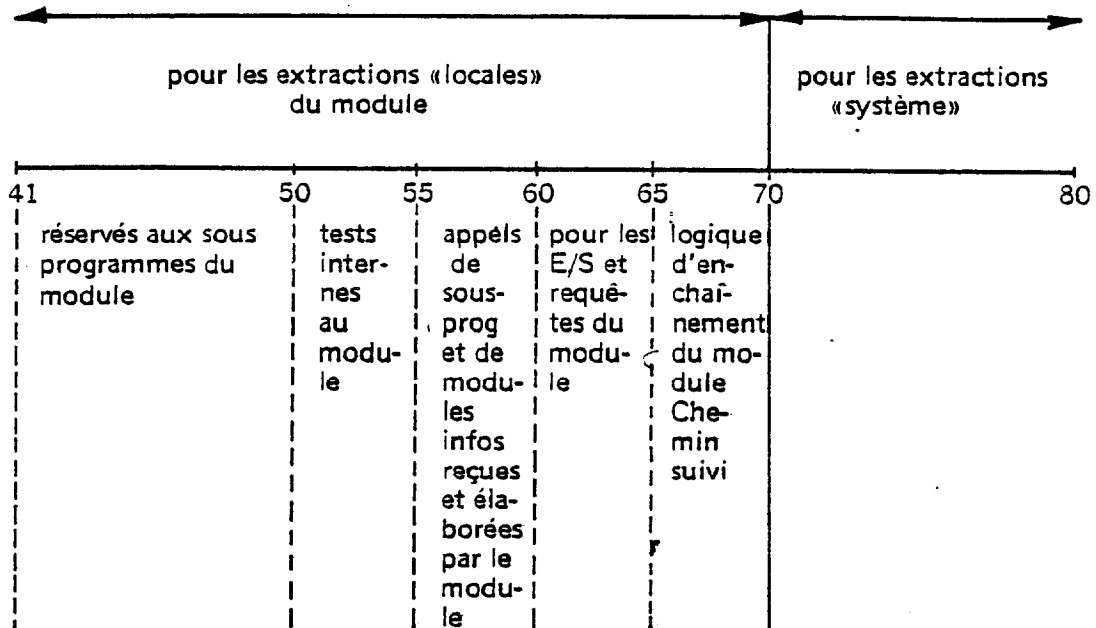 pour les extractions «locales»
du module
pour les extractions
«système»
41
50
55
60
65
70
80
réservés aux sous
programmes du
module
tests
inter-
nes
au
modu-
le
appels
de
sous-
prog
et de
modu-
les
infos
reçues
et éla-
borées
par le
modu-
le
pour les
E/S et
requê-
tes du
modu-
le
logique
d'en-
chaî-
nement
du mo-
dule
Che-
min
suivi